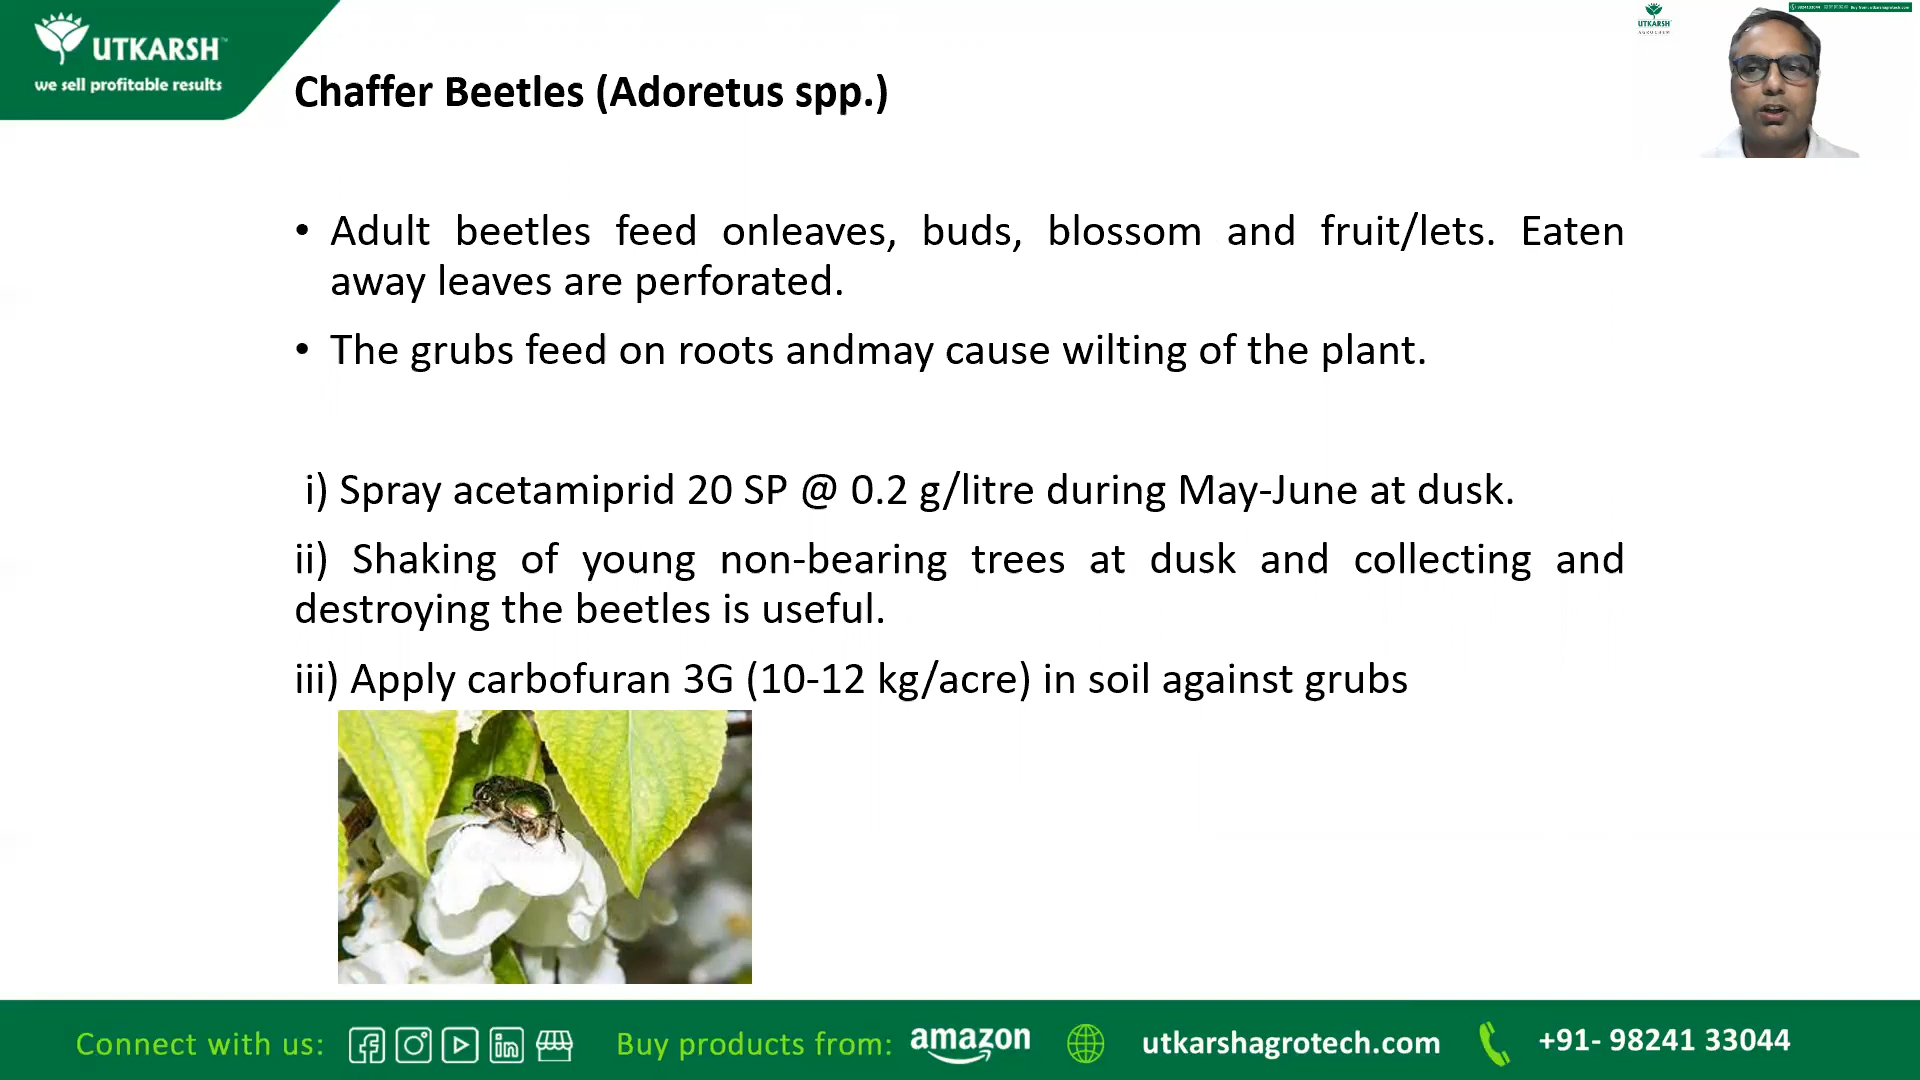 UTKARSH™
we sell profitable results
Chaffer Beetles (Adoretus spp.)
UTKARSH
AGROCHEM
• Adult beetles feed onleaves, buds, blossom and fruit/lets. Eaten
away leaves are perforated.
• The grubs feed on roots andmay cause wilting of the plant.
i) Spray acetamiprid 20 SP @ 0.2 g/litre during May-June at dusk.
ii) Shaking of young non-bearing trees at dusk and collecting and
destroying the beetles is useful.
iii) Apply carbofuran 3G (10-12 kg/acre) in soil against grubs
Connect with us: Buy products from: amazon utkarshagrotech.com +91- 98241 33044